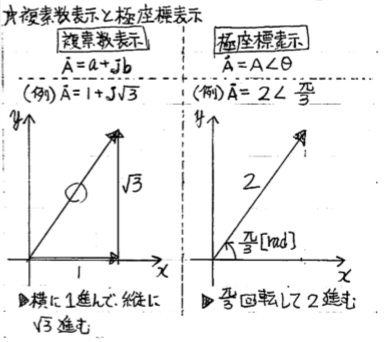 ☆複素数表示と極座標表示
複素数表示
Ȧ=a+jb
(例) Ȧ=1+j√3
y
√3
1
x
▷横に1進んで、縦に
√3 進む
極座標表示
Ȧ=A∠θ
(例) Ȧ=2∠π/3
y
2
π/3 [rad]
x
▷π/3 回転して2進む